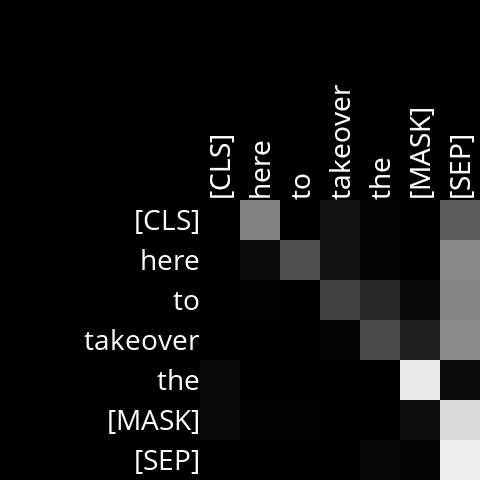 [CLS]
here
to
takeover
the
[MASK]
[SEP]
[CLS]
here
to
takeover
the
[MASK]
[SEP]